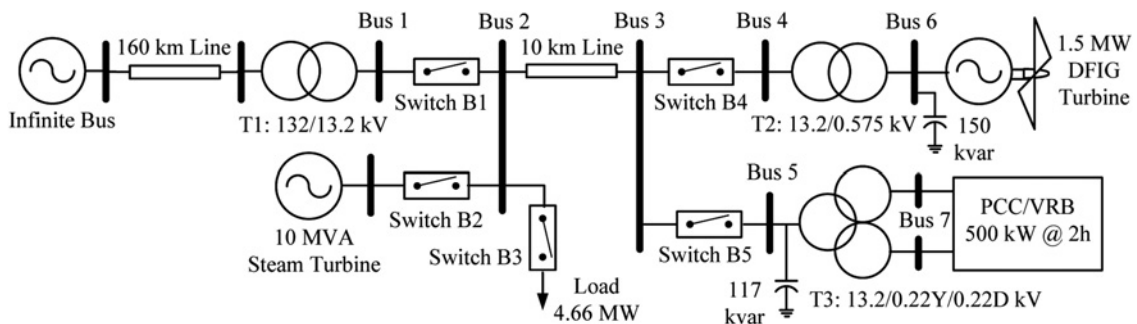 Bus 1
Bus 2
Bus 3
Bus 6
160 km Line
10 km Line
Bus 4
1.5 MW
DFIG
Turbine
Infinite Bus
Switch B1
Switch B4
T1: 132/13.2 kV
T2: 13.2/0.575 kV
150
kvar
Bus 5
Switch B2
Bus 7
PCC/VRB
500 kW @ 2h
10 MVA
Steam Turbine
Switch B3
Switch B5
Load
4.66 MW
117
kvar
T3: 13.2/0.22Y/0.22D kV